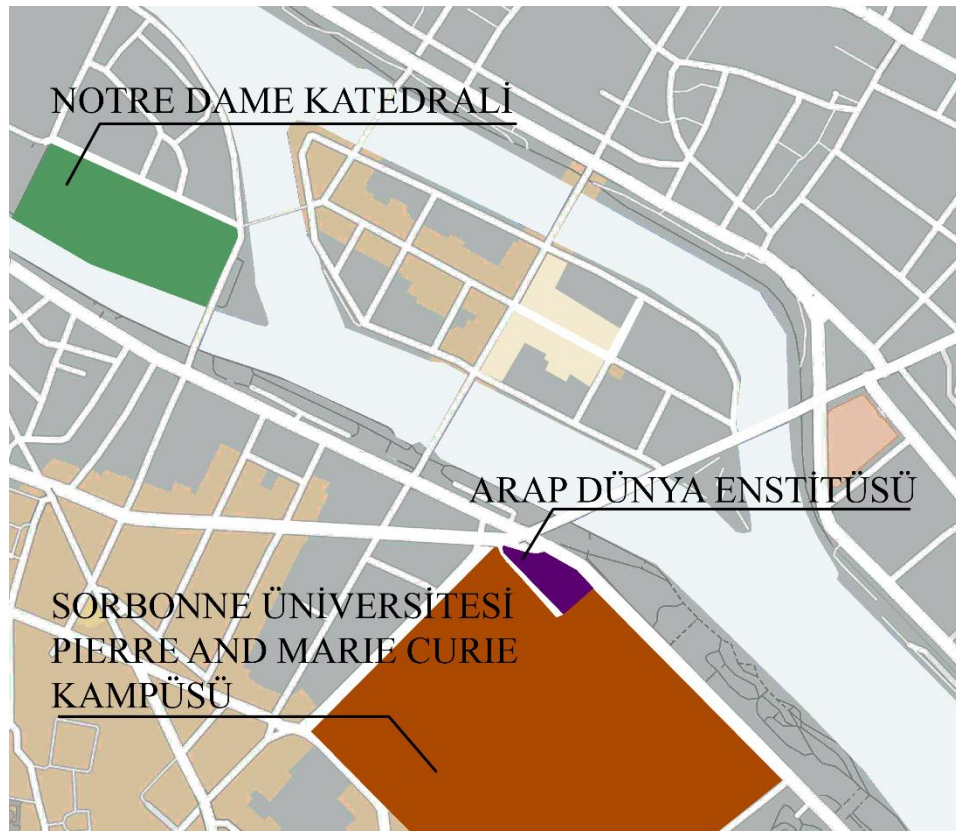 NOTRE DAME KATEDRALİ
ARAP DÜNYA ENSTİTÜSÜ
SORBONNE ÜNİVERSİTESİ
PIERRE AND MARIE CURIE
KAMPÜSÜ